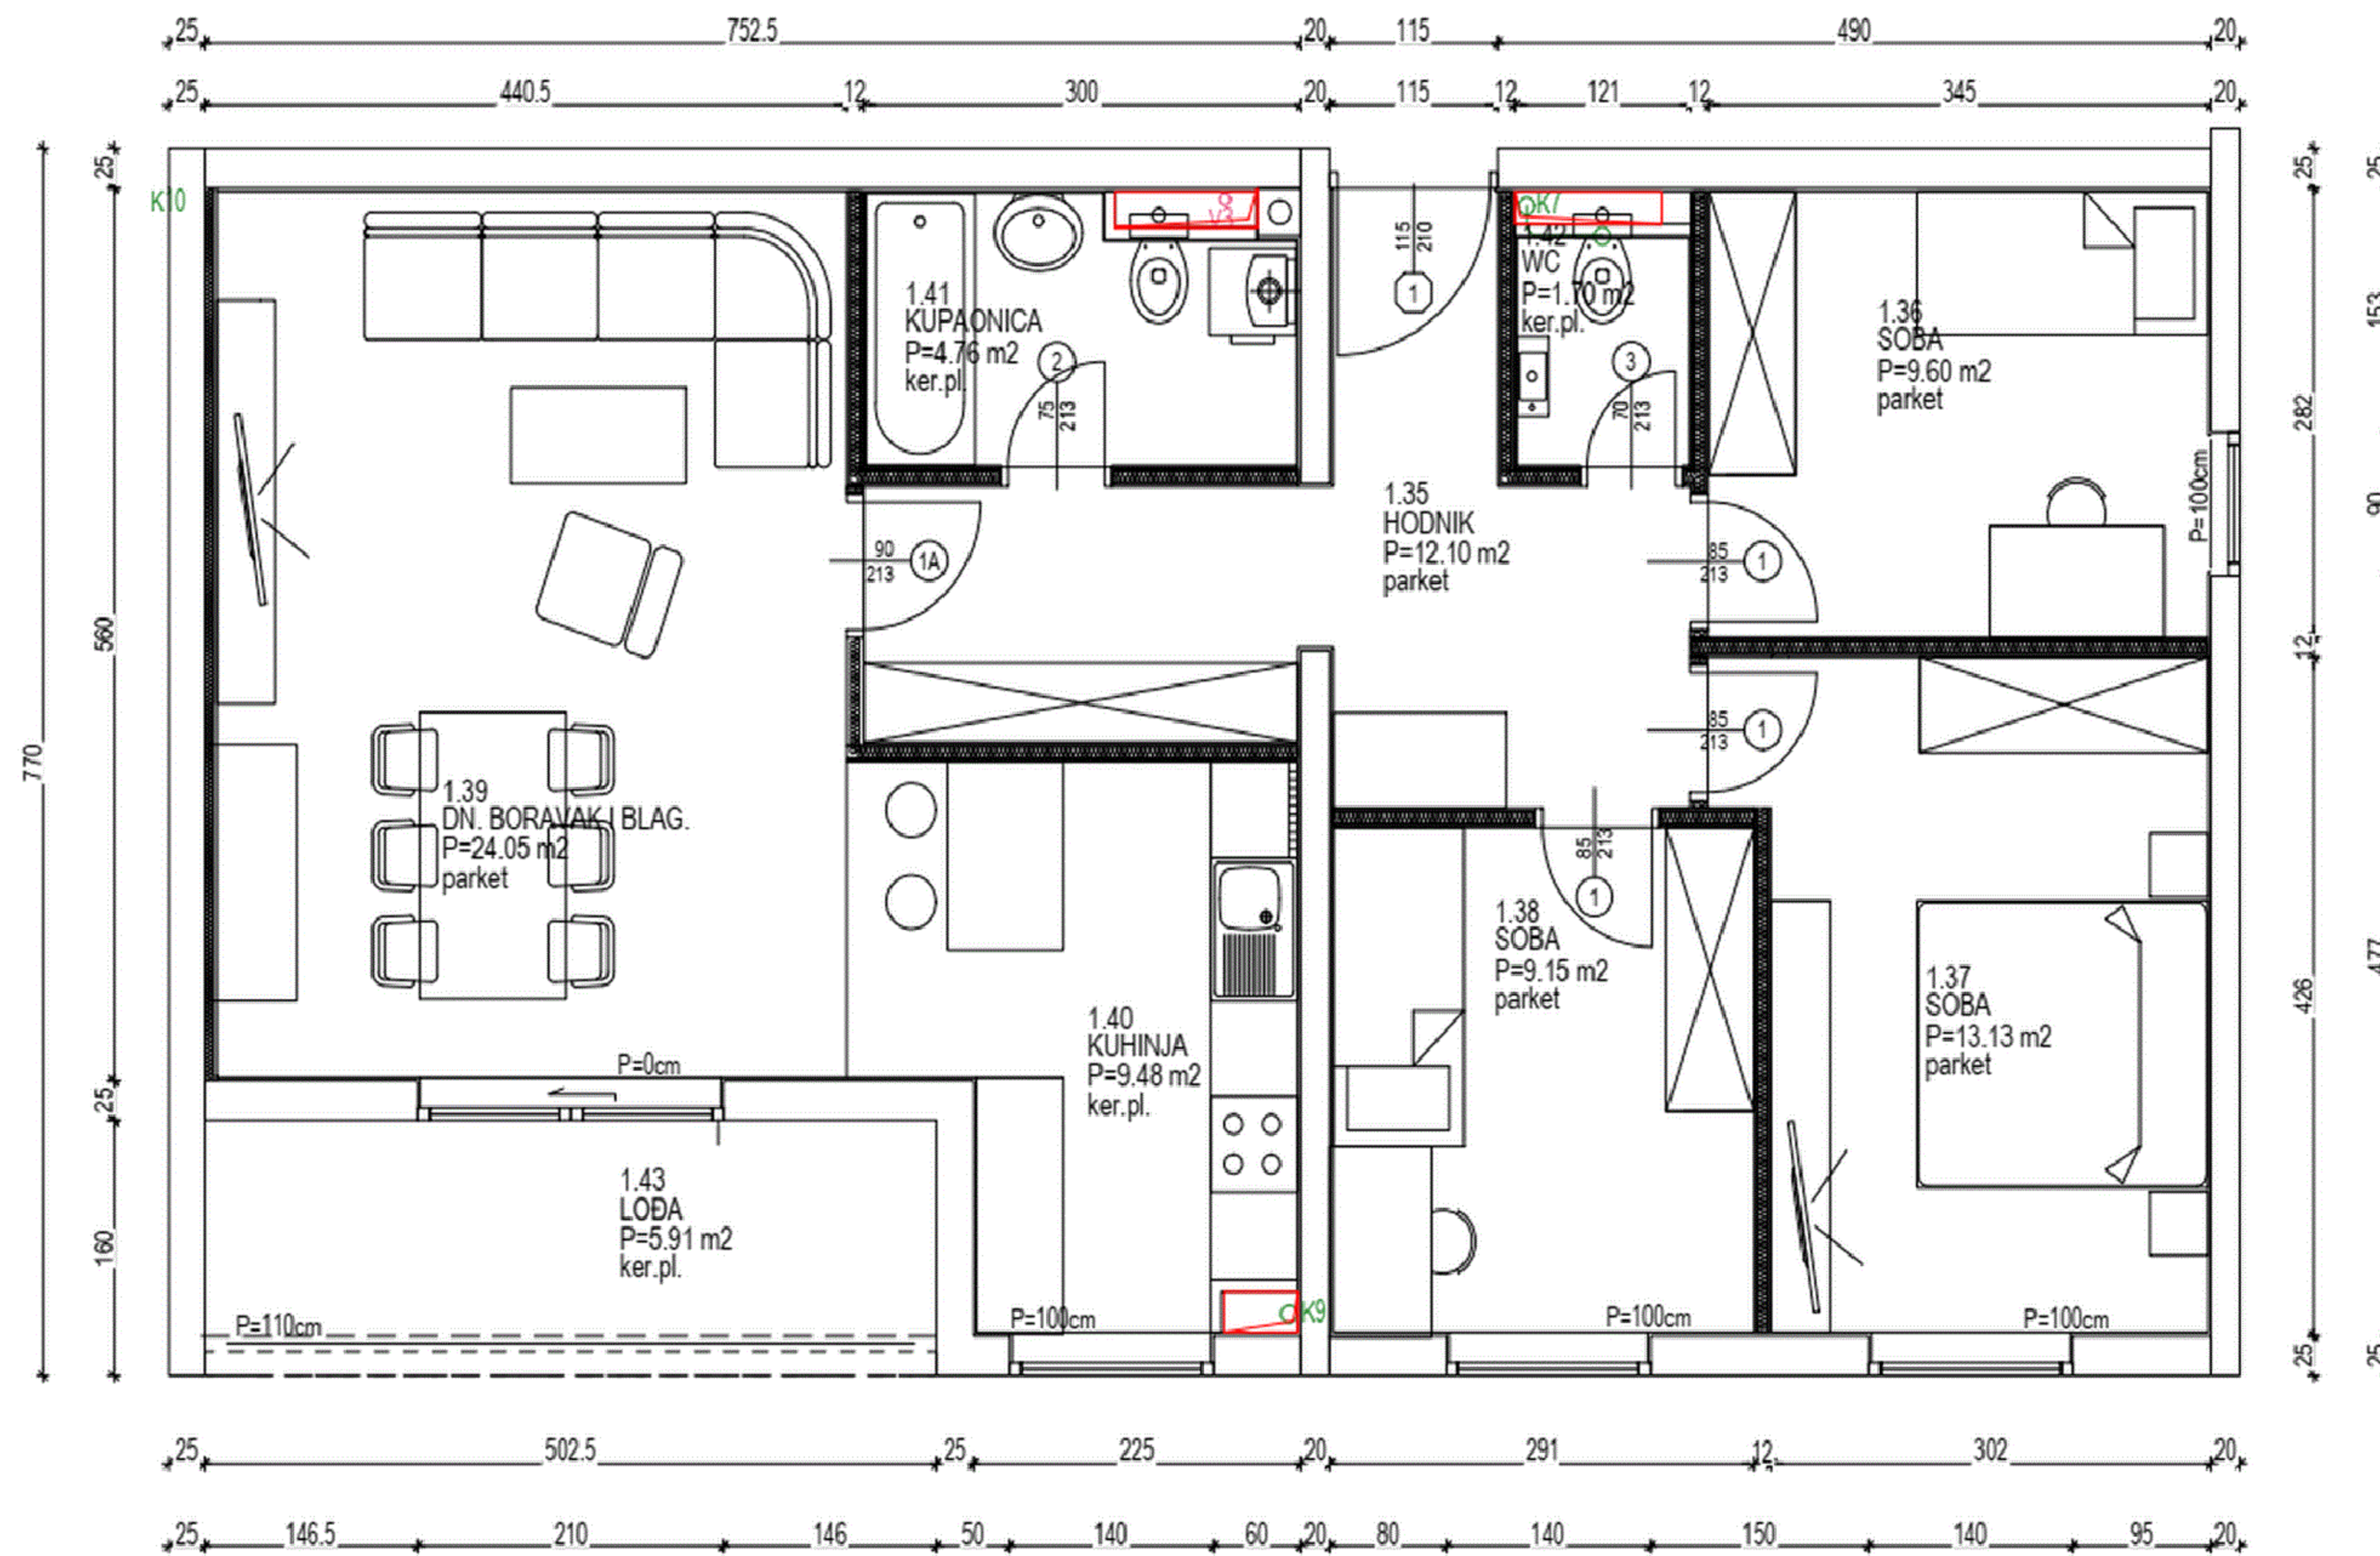 25 752.5 20 115 490 20
25 440.5 12 300 20 115 12 121 12 345 20
770
25
560
25
160
25
282
12
426
25
25
153
90
477
25
K10
1.41
KUPAONICA
P=4.76 m2
ker.pl.
2
75
213
V3
115
210
1
K7
1.42
WC
P=1.70 m2
ker.pl.
3
70
213
1.36
SOBA
P=9.60 m2
parket
P=100cm
90
213
1A
1.35
HODNIK
P=12.10 m2
parket
85
213
1
85
213
1
1.39
DN. BORAVAK I BLAG.
P=24.05 m2
parket
P=0cm
85
213
1
1.38
SOBA
P=9.15 m2
parket
1.37
SOBA
P=13.13 m2
parket
1.40
KUHINJA
P=9.48 m2
ker.pl.
1.43
LOĐA
P=5.91 m2
ker.pl.
P=110cm
P=100cm
K9
P=100cm
P=100cm
25 502.5 25 225 20 291 12 302 20
25 146.5 210 146 50 140 60 20 80 140 150 140 95 20